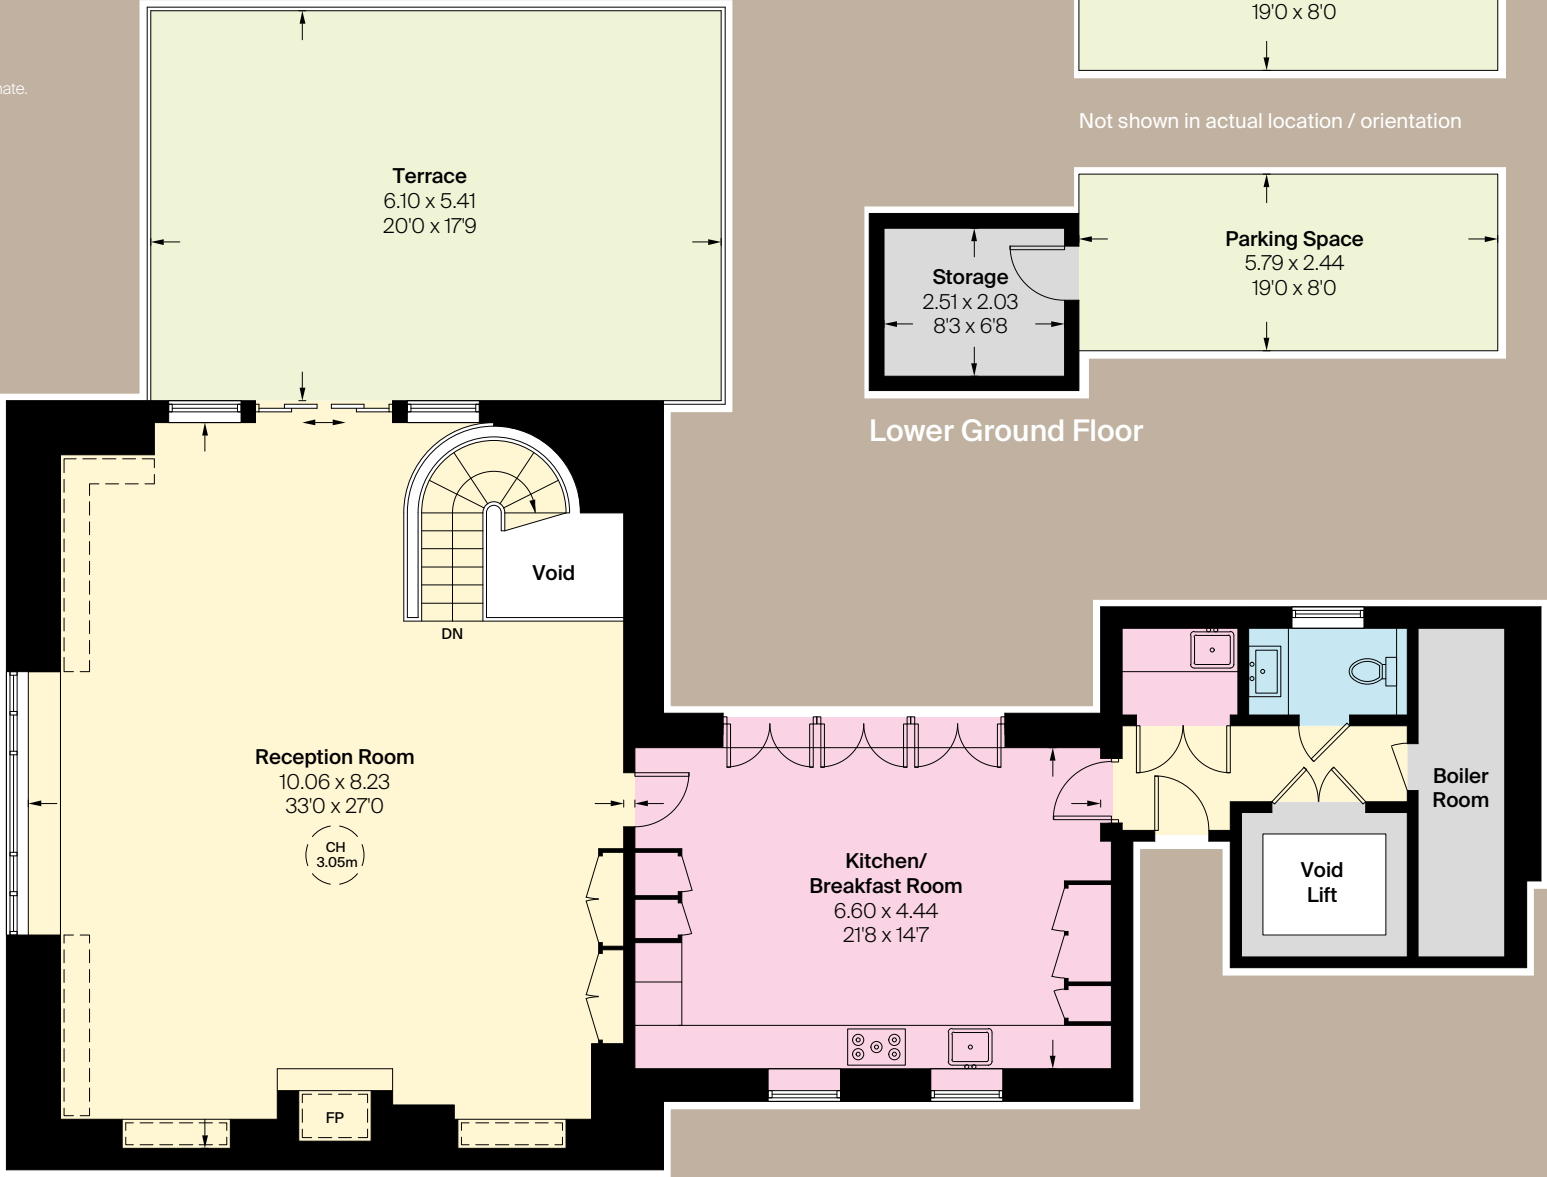 19'0 x 8'0
Not shown in actual location / orientation
Terrace
6.10 x 5.41
20'0 x 17'9
Storage
2.51 x 2.03
8'3 x 6'8
Parking Space
5.79 x 2.44
19'0 x 8'0
Lower Ground Floor
Void
DN
Reception Room
10.06 x 8.23
33'0 x 27'0
CH
3.05m
Kitchen/
Breakfast Room
6.60 x 4.44
21'8 x 14'7
Boiler
Room
Void
Lift
FP